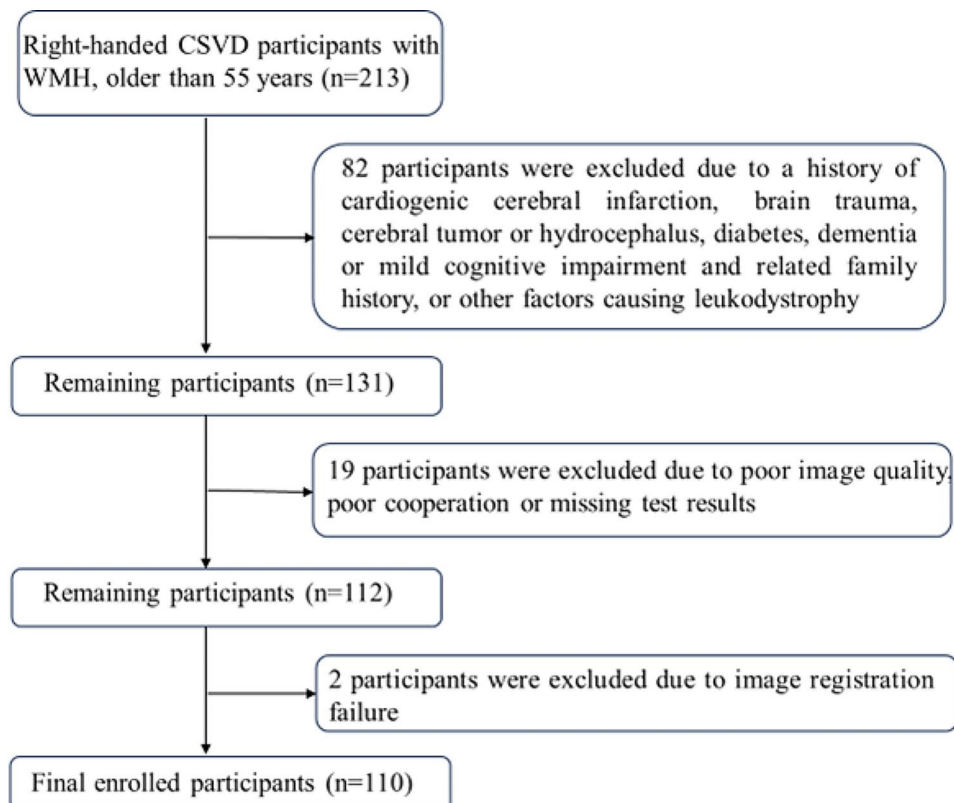 Right-handed CSVD participants with
WMH, older than 55 years (n=213)
82 participants were excluded due to a history
of cardiogenic cerebral infarction, brain trauma,
cerebral tumor or hydrocephalus, diabetes, dementia
or mild cognitive impairment and related family
history, or other factors causing leukodystrophy
Remaining participants (n=131)
19 participants were excluded due to poor image quality,
poor cooperation or missing test results
Remaining participants (n=112)
2 participants were excluded due to image registration
failure
Final enrolled participants (n=110)